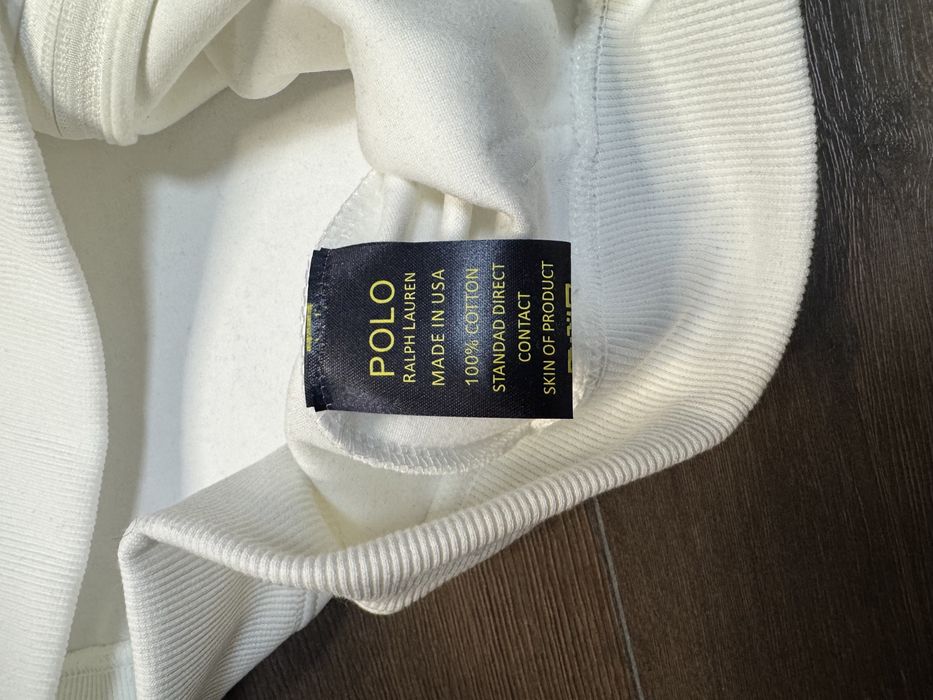 POLO
RALPH LAUREN
MADE IN USA
100% COTTON
STANDAD DIRECT
CONTACT
SKIN OF PRODUCT